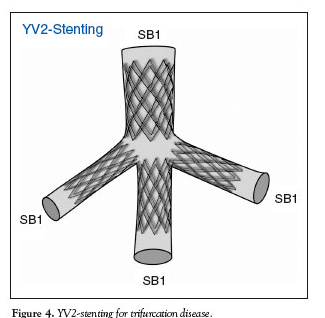 YV2-Stenting
SB1
SB1
SB1
SB1
Figure 4. YV2-stenting for trifurcation disease.